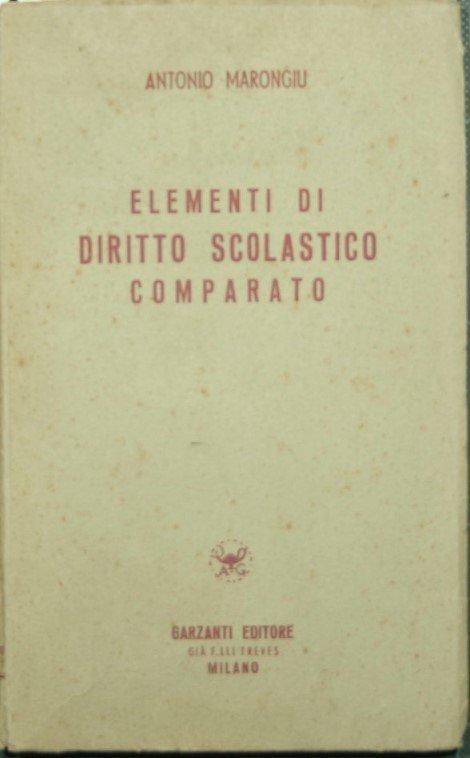 ANTONIO MARONGIU
ELEMENTI DI
DIRITTO SCOLASTICO
COMPARATO
A G
GARZANTI EDITORE
GIÀ F.LLI TREVES
MILANO